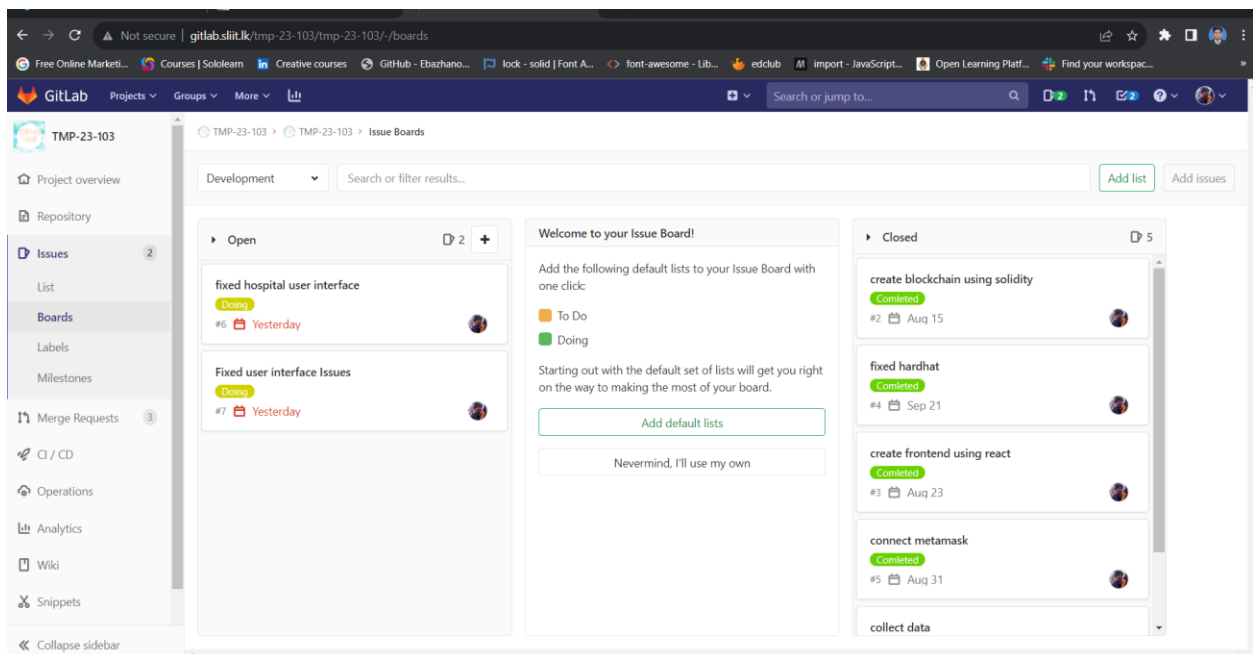 Not secure | gitlab.sliit.lk/tmp-23-103/tmp-23-103/-/boards
Free Online Marketi... Courses | Sololearn Creative courses GitHub - Ebazhano... lock - solid | Font A... font-awesome - Lib... edclub import - JavaScript... Open Learning Platf... Find your workspac... »
GitLab Projects Groups More Search or jump to... 2 2
TMP-23-103
TMP-23-103 > TMP-23-103 > Issue Boards
Development Search or filter results... Add list Add issues
Project overview
Repository
Issues 2
List
Boards
Labels
Milestones
Merge Requests 3
CI / CD
Operations
Analytics
Wiki
Snippets
Collapse sidebar
Open 2
fixed hospital user interface
Doing
#6 Yesterday
Fixed user interface Issues
Doing
#7 Yesterday
Welcome to your Issue Board!
Add the following default lists to your Issue Board with
one click:
To Do
Doing
Starting out with the default set of lists will get you right
on the way to making the most of your board.
Add default lists
Nevermind, I'll use my own
Closed 5
create blockchain using solidity
Comleted
#2 Aug 15
fixed hardhat
Comleted
#4 Sep 21
create frontend using react
Comleted
#3 Aug 23
connect metamask
Comleted
#5 Aug 31
collect data